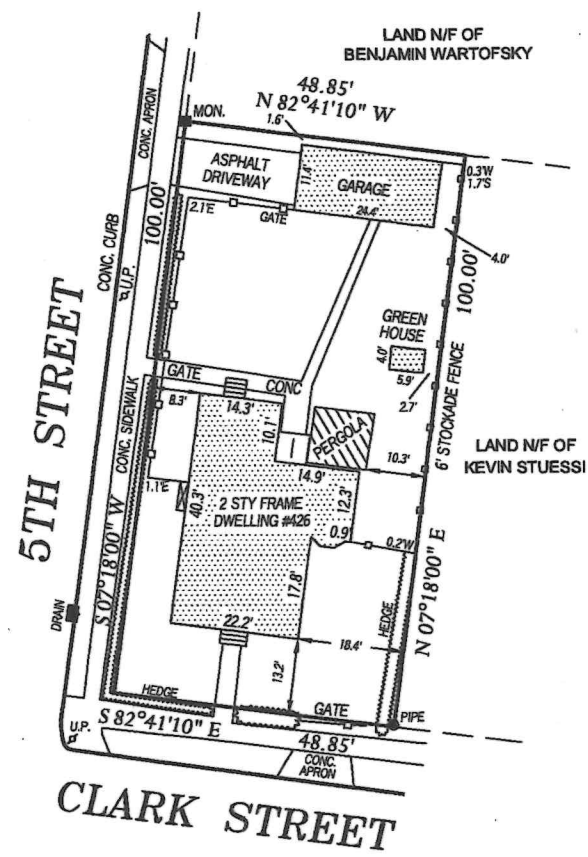 LAND N/F OF
BENJAMIN WARTOFSKY
48.85'
N 82°41'10" W
MON.
1.6'
CONC. APRON
ASPHALT
DRIVEWAY
11.4'
GARAGE
24.4'
0.3'W
1.7'S
2.1'E
GATE
4.0'
100.00'
100.00'
CONC. CURB
U.P.
GREEN
HOUSE
4.0'
5.9'
2.7'
6' STOCKADE FENCE
GATE
CONC
5TH STREET
CONC. SIDEWALK
8.3'
14.3'
10.1'
PERGOLA
10.3'
LAND N/F OF
KEVIN STUESSI
14.9'
1.1'E
40.3'
2 STY FRAME
DWELLING #426
12.3'
0.9'
0.2'W
S 07°18'00" W
N 07°18'00" E
17.8'
HEDGE
DRAIN
22.2'
18.4'
13.2'
HEDGE
GATE
PIPE
U.P.
S 82°41'10" E
48.85'
CONC.
APRON
CLARK STREET